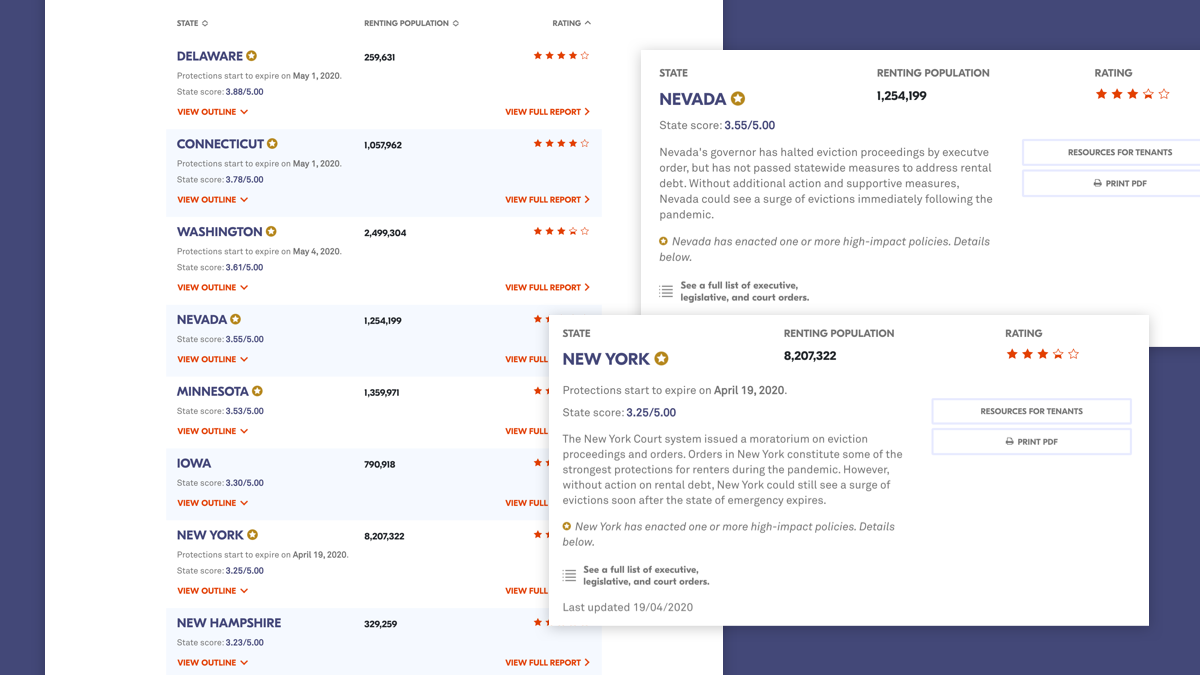 STATE RENTING POPULATION RATING
DELAWARE 259,631
Protections start to expire on May 1, 2020.
State score: 3.88/5.00
VIEW OUTLINE VIEW FULL REPORT
CONNECTICUT 1,057,962
Protections start to expire on May 1, 2020.
State score: 3.78/5.00
VIEW OUTLINE VIEW FULL REPORT
WASHINGTON 2,499,304
Protections start to expire on May 4, 2020.
State score: 3.61/5.00
VIEW OUTLINE VIEW FULL REPORT
NEVADA 1,254,199
State score: 3.55/5.00
VIEW OUTLINE VIEW FULL
MINNESOTA 1,359,971
State score: 3.53/5.00
VIEW OUTLINE VIEW FULL
IOWA 790,918
State score: 3.30/5.00
VIEW OUTLINE VIEW FULL
NEW YORK 8,207,322
Protections start to expire on April 19, 2020.
State score: 3.25/5.00
VIEW OUTLINE VIEW FULL
NEW HAMPSHIRE 329,259
State score: 3.23/5.00
VIEW OUTLINE VIEW FULL REPORT
STATE RENTING POPULATION RATING
NEVADA 1,254,199
State score: 3.55/5.00
Nevada's governor has halted eviction proceedings by executve
order, but has not passed statewide measures to address rental
debt. Without additional action and supportive measures,
Nevada could see a surge of evictions immediately following the
pandemic.
Nevada has enacted one or more high-impact policies. Details
below.
See a full list of executive,
legislative, and court orders.
RESOURCES FOR TENANTS
PRINT PDF
STATE RENTING POPULATION RATING
NEW YORK 8,207,322
Protections start to expire on April 19, 2020.
State score: 3.25/5.00
The New York Court system issued a moratorium on eviction
proceedings and orders. Orders in New York constitute some of the
strongest protections for renters during the pandemic. However,
without action on rental debt, New York could still see a surge of
evictions soon after the state of emergency expires.
New York has enacted one or more high-impact policies. Details
below.
See a full list of executive,
legislative, and court orders.
Last updated 19/04/2020
RESOURCES FOR TENANTS
PRINT PDF